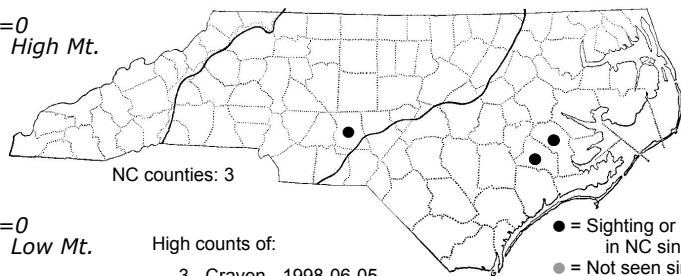 =0
High Mt.
NC counties: 3
=0
Low Mt.
High counts of:
● = Sighting or
in NC sin
● = Not seen si
3 - Craven - 1998-06-05